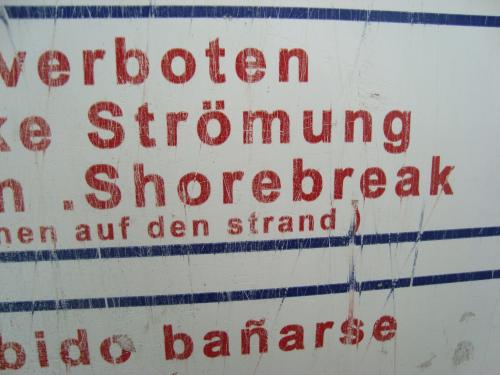 verboten
ke Strömung
n .Shorebreak
hen auf den strand )
bido bañarse